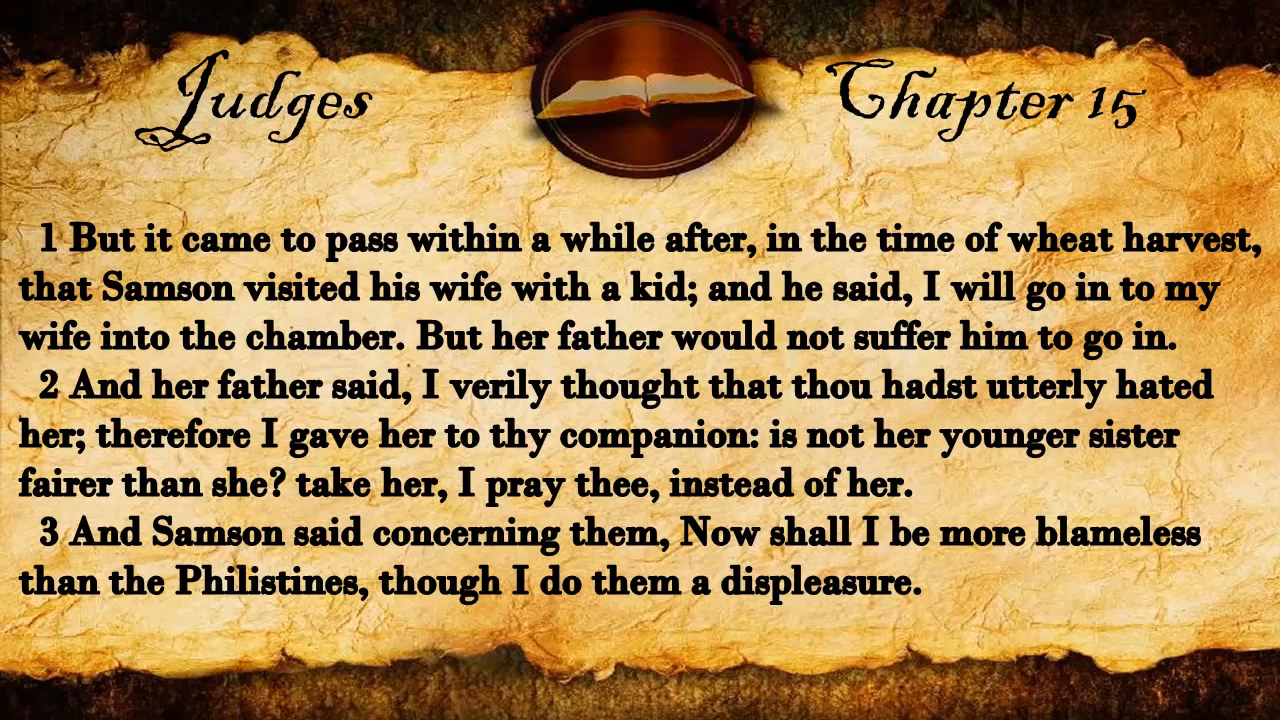 Judges
Chapter 15
1 But it came to pass within a while after, in the time of wheat harvest,
that Samson visited his wife with a kid; and he said, I will go in to my
wife into the chamber. But her father would not suffer him to go in.
2 And her father said, I verily thought that thou hadst utterly hated
her; therefore I gave her to thy companion: is not her younger sister
fairer than she? take her, I pray thee, instead of her.
3 And Samson said concerning them, Now shall I be more blameless
than the Philistines, though I do them a displeasure.